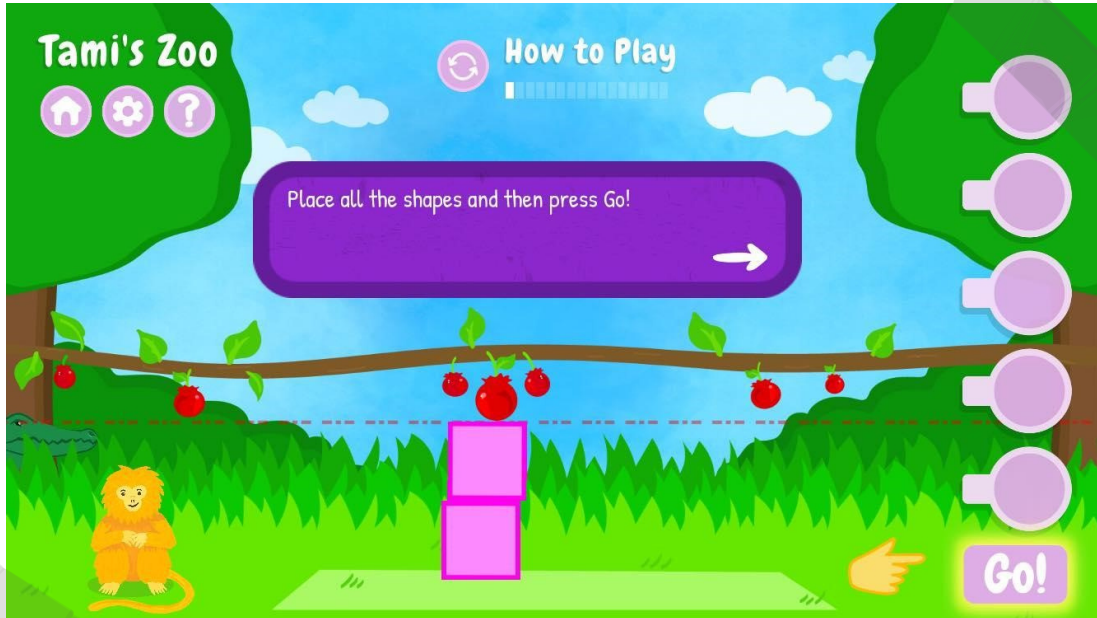 Tami's Zoo
How to Play
?
Place all the shapes and then press Go!
Go!